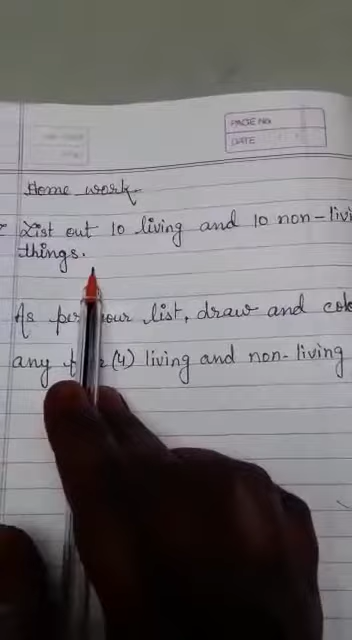 PAGE NO.
DATE
Home work
List out 10 living and 10 non-livi
things.
As per your list, draw and colo
any (4) living and non-living